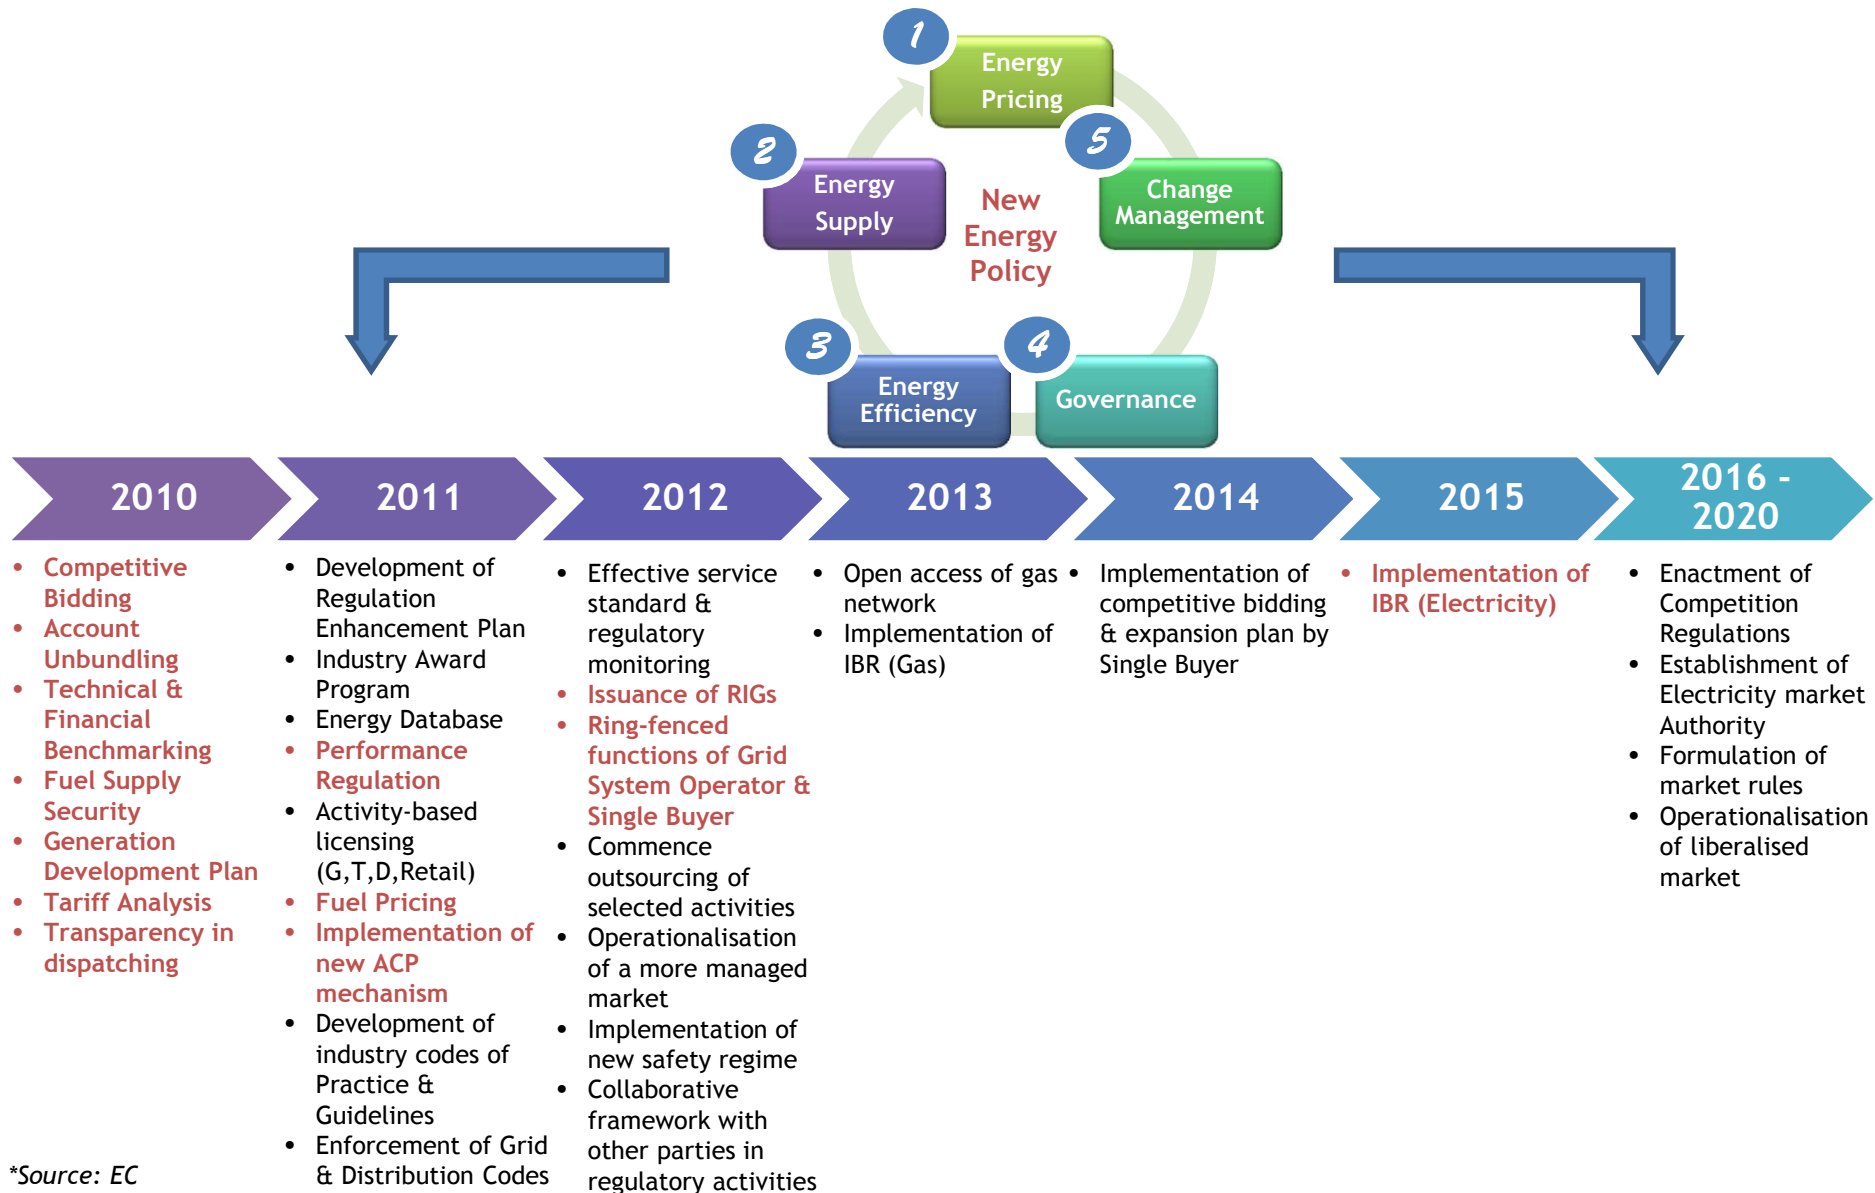 1
Energy
Pricing
2
Energy
Supply
5
Change
Management
New
Energy
Policy
3
Energy
Efficiency
4
Governance
2010
2011
2012
2013
2014
2015
2016 -
2020
• Competitive
Bidding
• Account
Unbundling
• Technical &
Financial
Benchmarking
• Fuel Supply
Security
• Generation
Development Plan
• Tariff Analysis
• Transparency in
dispatching
• Development of
Regulation
Enhancement Plan
• Industry Award
Program
• Energy Database
• Performance
Regulation
• Activity-based
licensing
(G,T,D,Retail)
• Fuel Pricing
• Implementation of
new ACP
mechanism
• Development of
industry codes of
Practice &
Guidelines
• Enforcement of Grid
& Distribution Codes
• Effective service
standard &
regulatory
monitoring
• Issuance of RIGs
• Ring-fenced
functions of Grid
System Operator &
Single Buyer
• Commence
outsourcing of
selected activities
• Operationalisation
of a more managed
market
• Implementation of
new safety regime
• Collaborative
framework with
other parties in
regulatory activities
• Open access of gas
network
• Implementation of
IBR (Gas)
• Implementation of
competitive bidding
& expansion plan by
Single Buyer
• Implementation of
IBR (Electricity)
• Enactment of
Competition
Regulations
• Establishment of
Electricity market
Authority
• Formulation of
market rules
• Operationalisation
of liberalised
market
*Source: EC